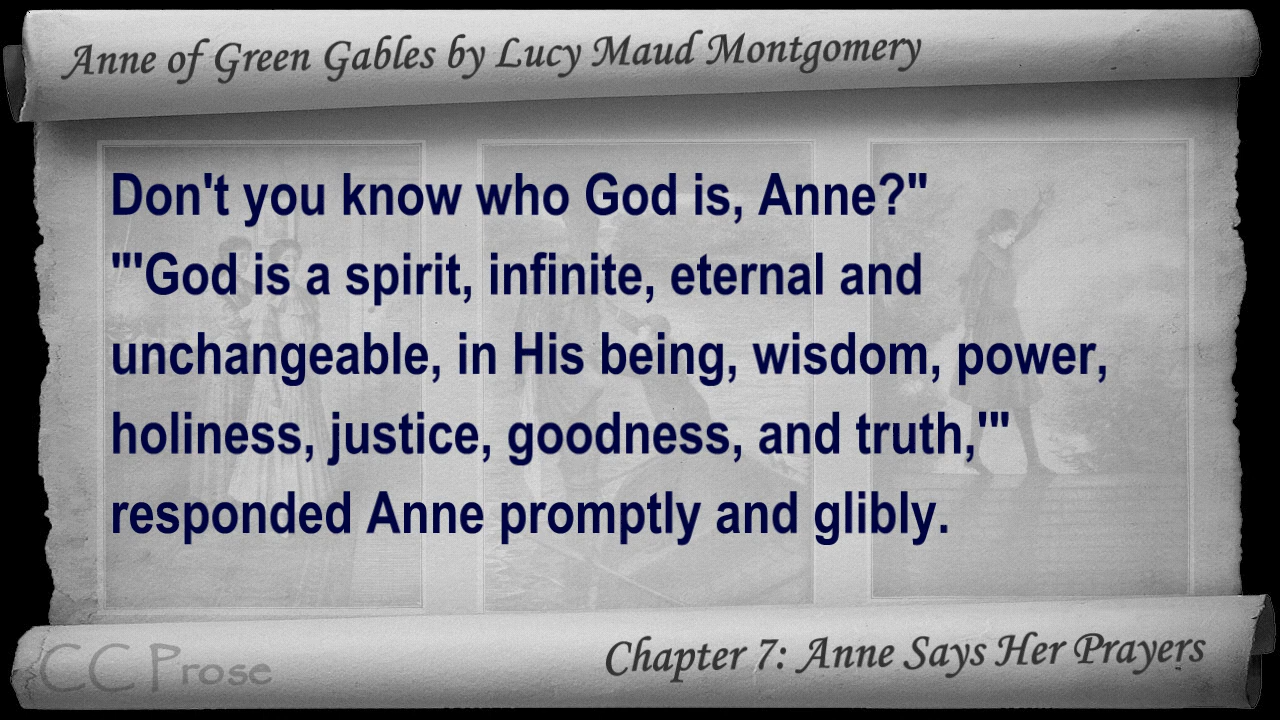 Anne of Green Gables by Lucy Maud Montgomery
Don't you know who God is, Anne?"
"'God is a spirit, infinite, eternal and
unchangeable, in His being, wisdom, power,
holiness, justice, goodness, and truth,'"
responded Anne promptly and glibly.
CC Prose
Chapter 7: Anne Says Her Prayers